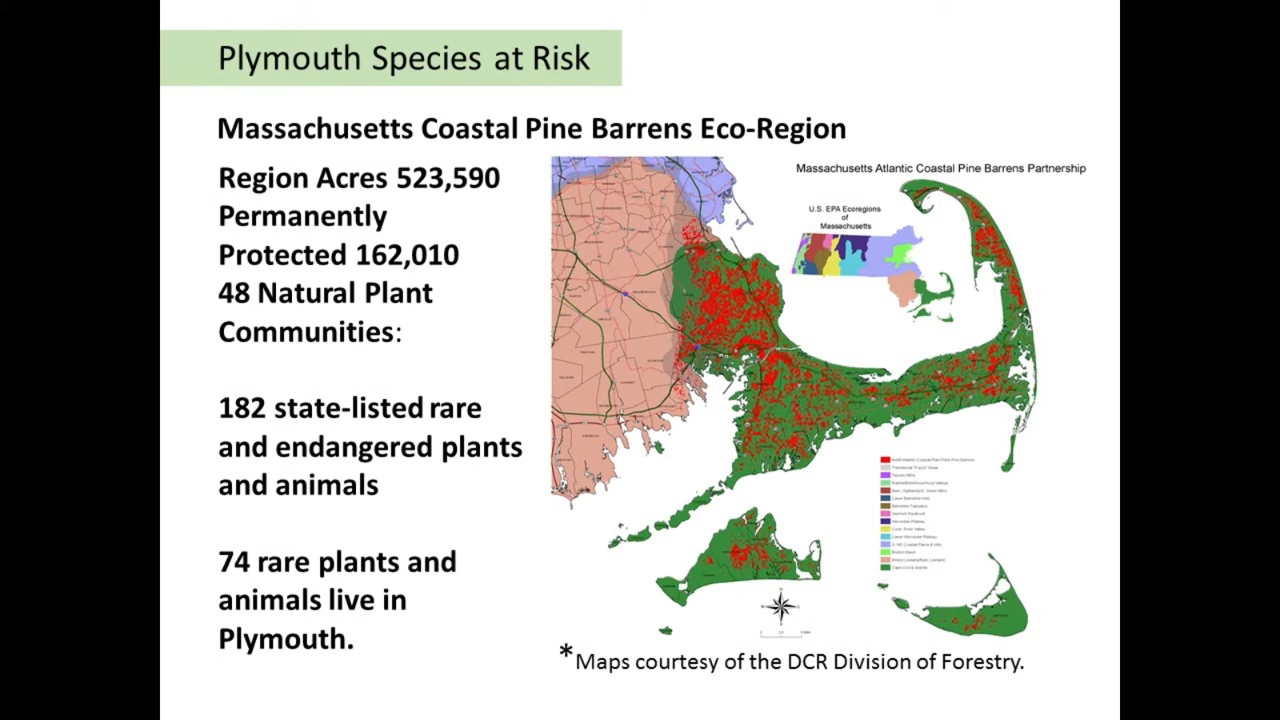 Plymouth Species at Risk
Massachusetts Coastal Pine Barrens Eco-Region
Region Acres 523,590
Permanently
Protected 162,010
48 Natural Plant
Communities:
182 state-listed rare
and endangered plants
and animals
74 rare plants and
animals live in
Plymouth.
Massachusetts Atlantic Coastal Pine Barrens Partnership
U.S. EPA Ecoregions
of
Massachusetts
*Maps courtesy of the DCR Division of Forestry.